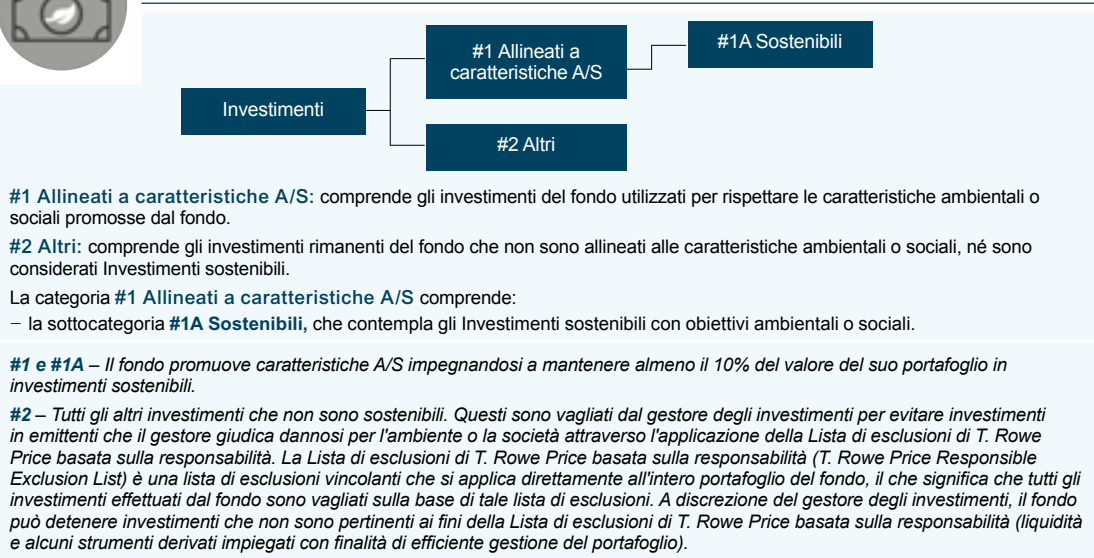 #1 Allineati a
caratteristiche A/S
#1A Sostenibili
Investimenti
#2 Altri
#1 Allineati a caratteristiche A/S: comprende gli investimenti del fondo utilizzati per rispettare le caratteristiche ambientali o
sociali promosse dal fondo.
#2 Altri: comprende gli investimenti rimanenti del fondo che non sono allineati alle caratteristiche ambientali o sociali, né sono
considerati Investimenti sostenibili.
La categoria #1 Allineati a caratteristiche A/S comprende:
– la sottocategoria #1A Sostenibili, che contempla gli Investimenti sostenibili con obiettivi ambientali o sociali.
#1 e #1A – Il fondo promuove caratteristiche A/S impegnandosi a mantenere almeno il 10% del valore del suo portafoglio in
investimenti sostenibili.
#2 – Tutti gli altri investimenti che non sono sostenibili. Questi sono vagliati dal gestore degli investimenti per evitare investimenti
in emittenti che il gestore giudica dannosi per l'ambiente o la società attraverso l'applicazione della Lista di esclusioni di T. Rowe
Price basata sulla responsabilità. La Lista di esclusioni di T. Rowe Price basata sulla responsabilità (T. Rowe Price Responsible
Exclusion List) è una lista di esclusioni vincolanti che si applica direttamente all'intero portafoglio del fondo, il che significa che tutti gli
investimenti effettuati dal fondo sono vagliati sulla base di tale lista di esclusioni. A discrezione del gestore degli investimenti, il fondo
può detenere investimenti che non sono pertinenti ai fini della Lista di esclusioni di T. Rowe Price basata sulla responsabilità (liquidità
e alcuni strumenti derivati impiegati con finalità di efficiente gestione del portafoglio).